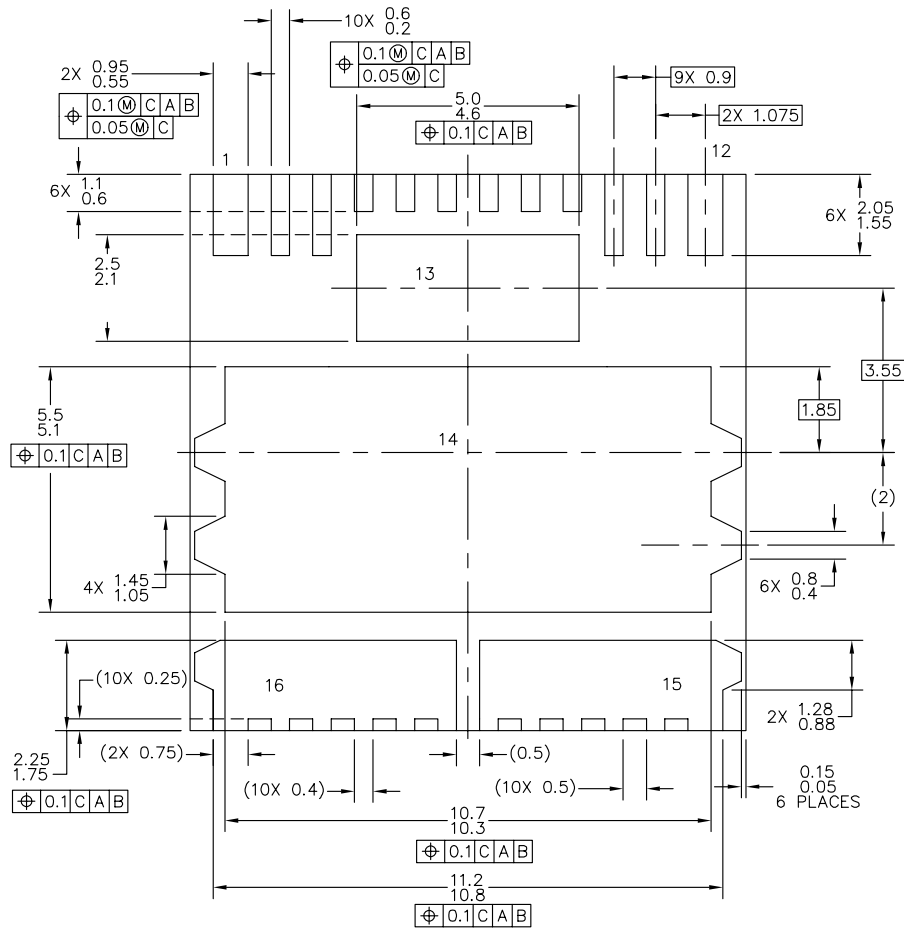 10X 0.6
0.2
⌖ 0.1 Ⓜ C A B
0.05 Ⓜ C
2X 0.95
0.55
⌖ 0.1 Ⓜ C A B
0.05 Ⓜ C
5.0
4.6
⌖ 0.1 C A B
9X 0.9
2X 1.075
1
12
6X 1.1
0.6
6X 2.05
1.55
2.5
2.1
13
3.55
1.85
5.5
5.1
⌖ 0.1 C A B
14
(2)
4X 1.45
1.05
6X 0.8
0.4
(10X 0.25)
16
15
2X 1.28
0.88
2.25
1.75
⌖ 0.1 C A B
(2X 0.75)
(0.5)
(10X 0.4)
(10X 0.5)
0.15
0.05
6 PLACES
10.7
10.3
⌖ 0.1 C A B
11.2
10.8
⌖ 0.1 C A B